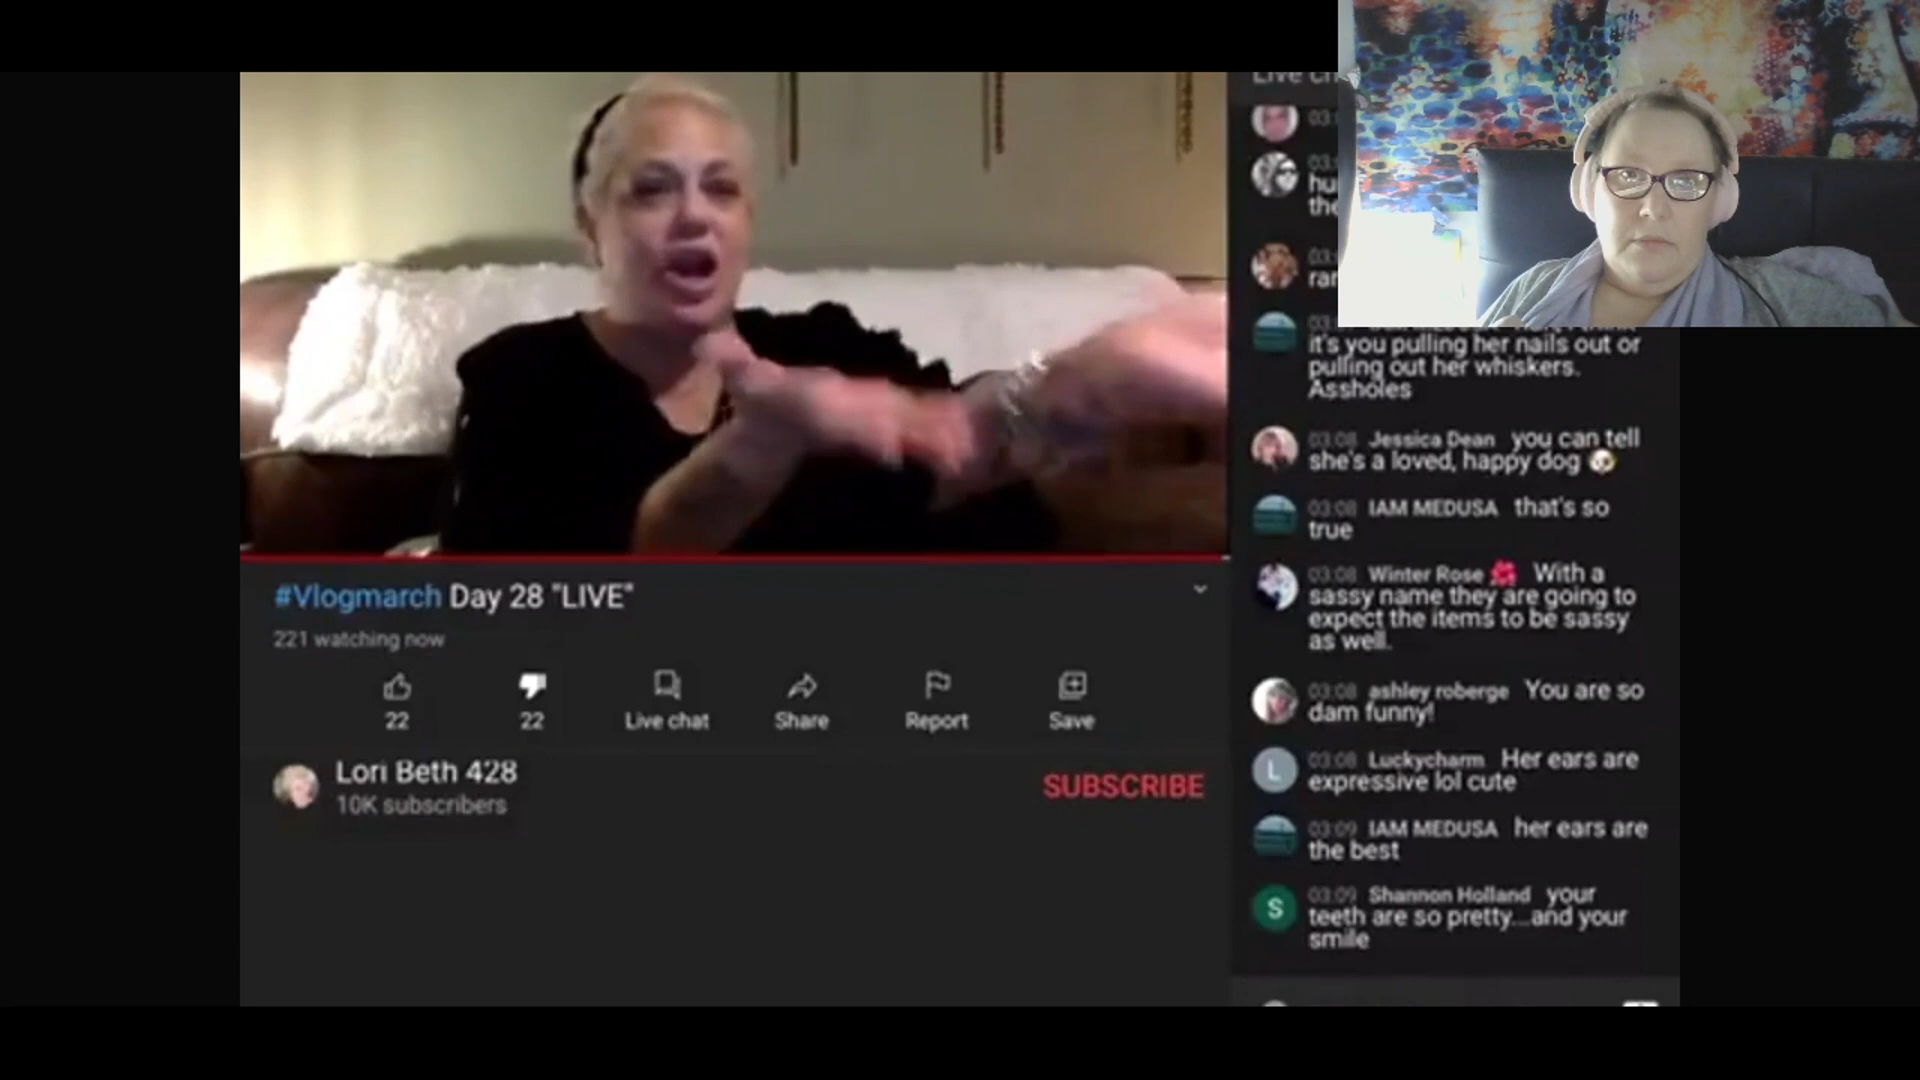 #Vlogmarch Day 28 "LIVE"
221 watching now
22
22
Live chat
Share
Report
Save
Lori Beth 428
10K subscribers
SUBSCRIBE
Live
03:
03:
the
03:
it's you pulling her nails out or
pulling out her whiskers.
Assholes
03:08 Jessica Dean you can tell
she's a loved, happy dog
03:08 IAM MEDUSA that's so
true
03:08 Winter Rose With a
sassy name they are going to
expect the items to be sassy
as well.
03:08 ashley roberge You are so
dam funny!
L
03:08 Luckycharm Her ears are
expressive lol cute
03:09 IAM MEDUSA her ears are
the best
S
03:09 Shannon Holland your
teeth are so pretty...and your
smile